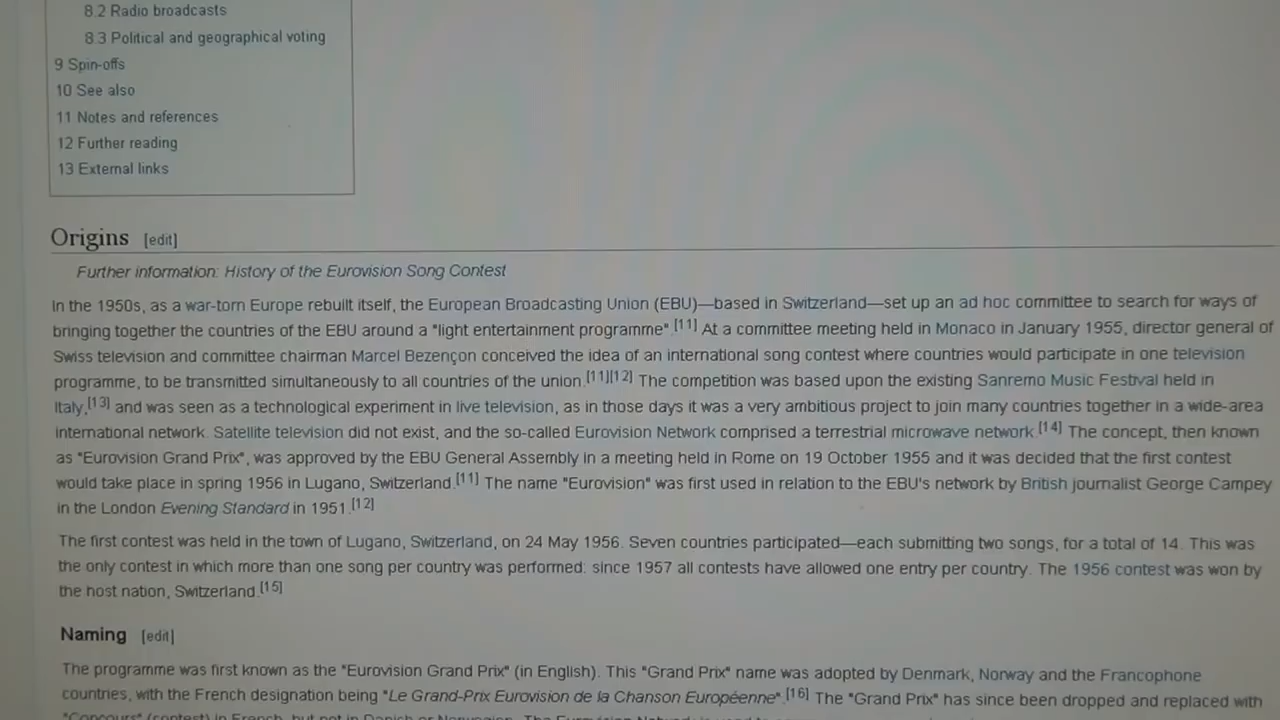 8.2 Radio broadcasts
8.3 Political and geographical voting
9 Spin-offs
10 See also
11 Notes and references
12 Further reading
13 External links
Origins [edit]
Further information: History of the Eurovision Song Contest
In the 1950s, as a war-torn Europe rebuilt itself, the European Broadcasting Union (EBU)—based in Switzerland—set up an ad hoc committee to search for ways of
bringing together the countries of the EBU around a "light entertainment programme".[11] At a committee meeting held in Monaco in January 1955, director general of
Swiss television and committee chairman Marcel Bezençon conceived the idea of an international song contest where countries would participate in one television
programme, to be transmitted simultaneously to all countries of the union.[11][12] The competition was based upon the existing Sanremo Music Festival held in
Italy,[13] and was seen as a technological experiment in live television, as in those days it was a very ambitious project to join many countries together in a wide-area
international network. Satellite television did not exist, and the so-called Eurovision Network comprised a terrestrial microwave network.[14] The concept, then known
as "Eurovision Grand Prix", was approved by the EBU General Assembly in a meeting held in Rome on 19 October 1955 and it was decided that the first contest
would take place in spring 1956 in Lugano, Switzerland.[11] The name "Eurovision" was first used in relation to the EBU's network by British journalist George Campey
in the London Evening Standard in 1951.[12]
The first contest was held in the town of Lugano, Switzerland, on 24 May 1956. Seven countries participated—each submitting two songs, for a total of 14. This was
the only contest in which more than one song per country was performed: since 1957 all contests have allowed one entry per country. The 1956 contest was won by
the host nation, Switzerland.[15]
Naming [edit]
The programme was first known as the "Eurovision Grand Prix" (in English). This "Grand Prix" name was adopted by Denmark, Norway and the Francophone
countries, with the French designation being "Le Grand-Prix Eurovision de la Chanson Européenne".[16] The "Grand Prix" has since been dropped and replaced with
"Concours" (contest) in French, but not in Danish or Norwegian. The Eurovision Network is used to